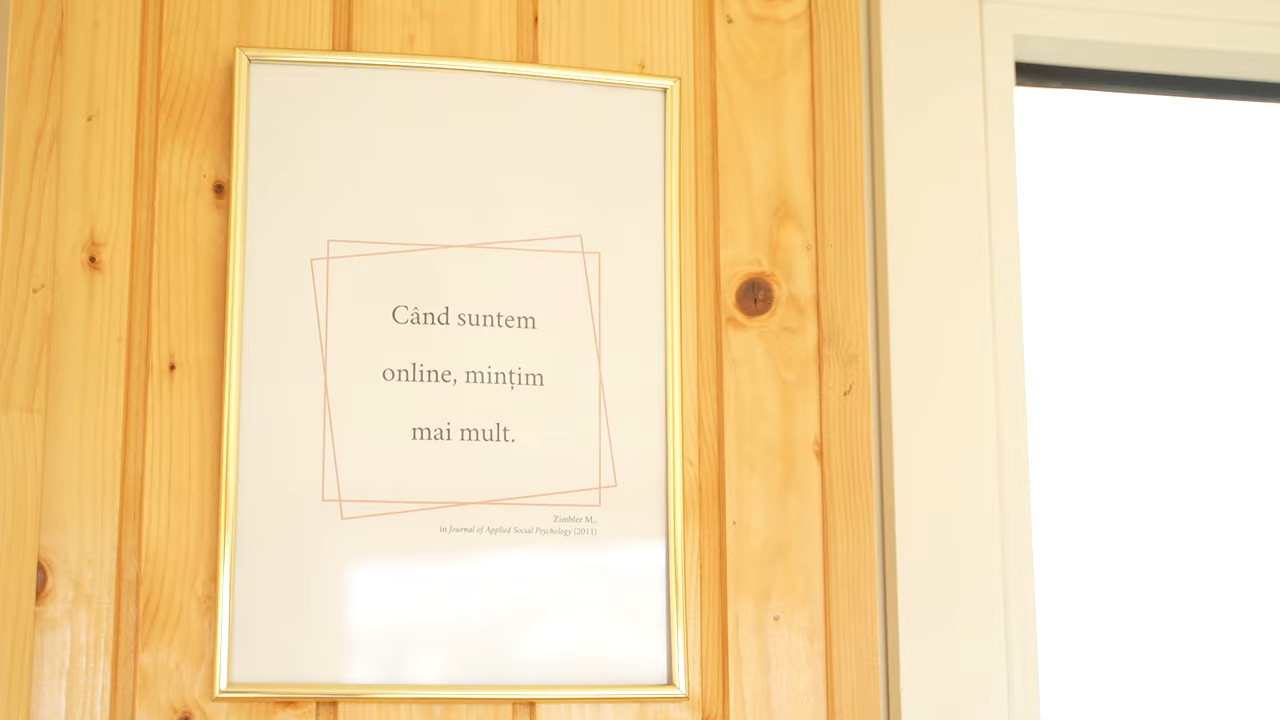 Când suntem
online, mințim
mai mult.
Zimbler M.,
in Journal of Applied Social Psychology (2011)